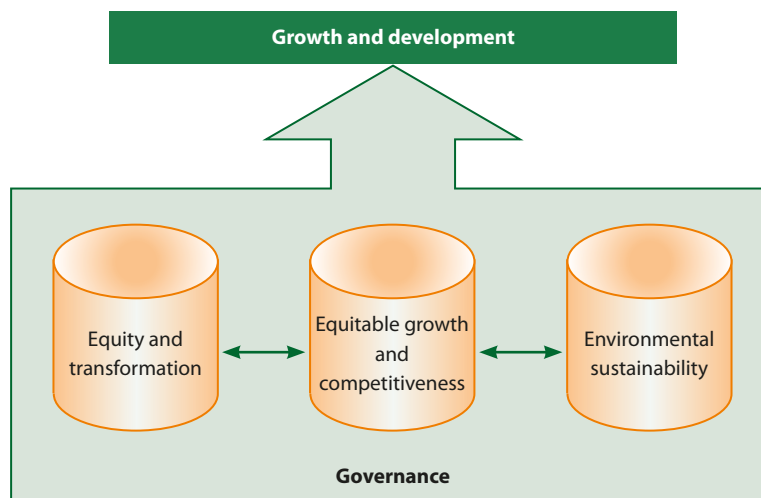 Growth and development
Equity and
transformation
Equitable growth
and
competitiveness
Environmental
sustainability
Governance